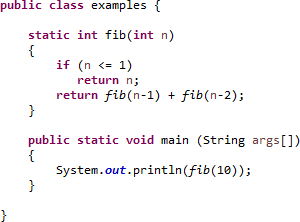 public class examples {
static int fib(int n)
{
if (n <= 1)
return n;
return fib(n-1) + fib(n-2);
}
public static void main (String args[])
{
System.out.println(fib(10));
}
}